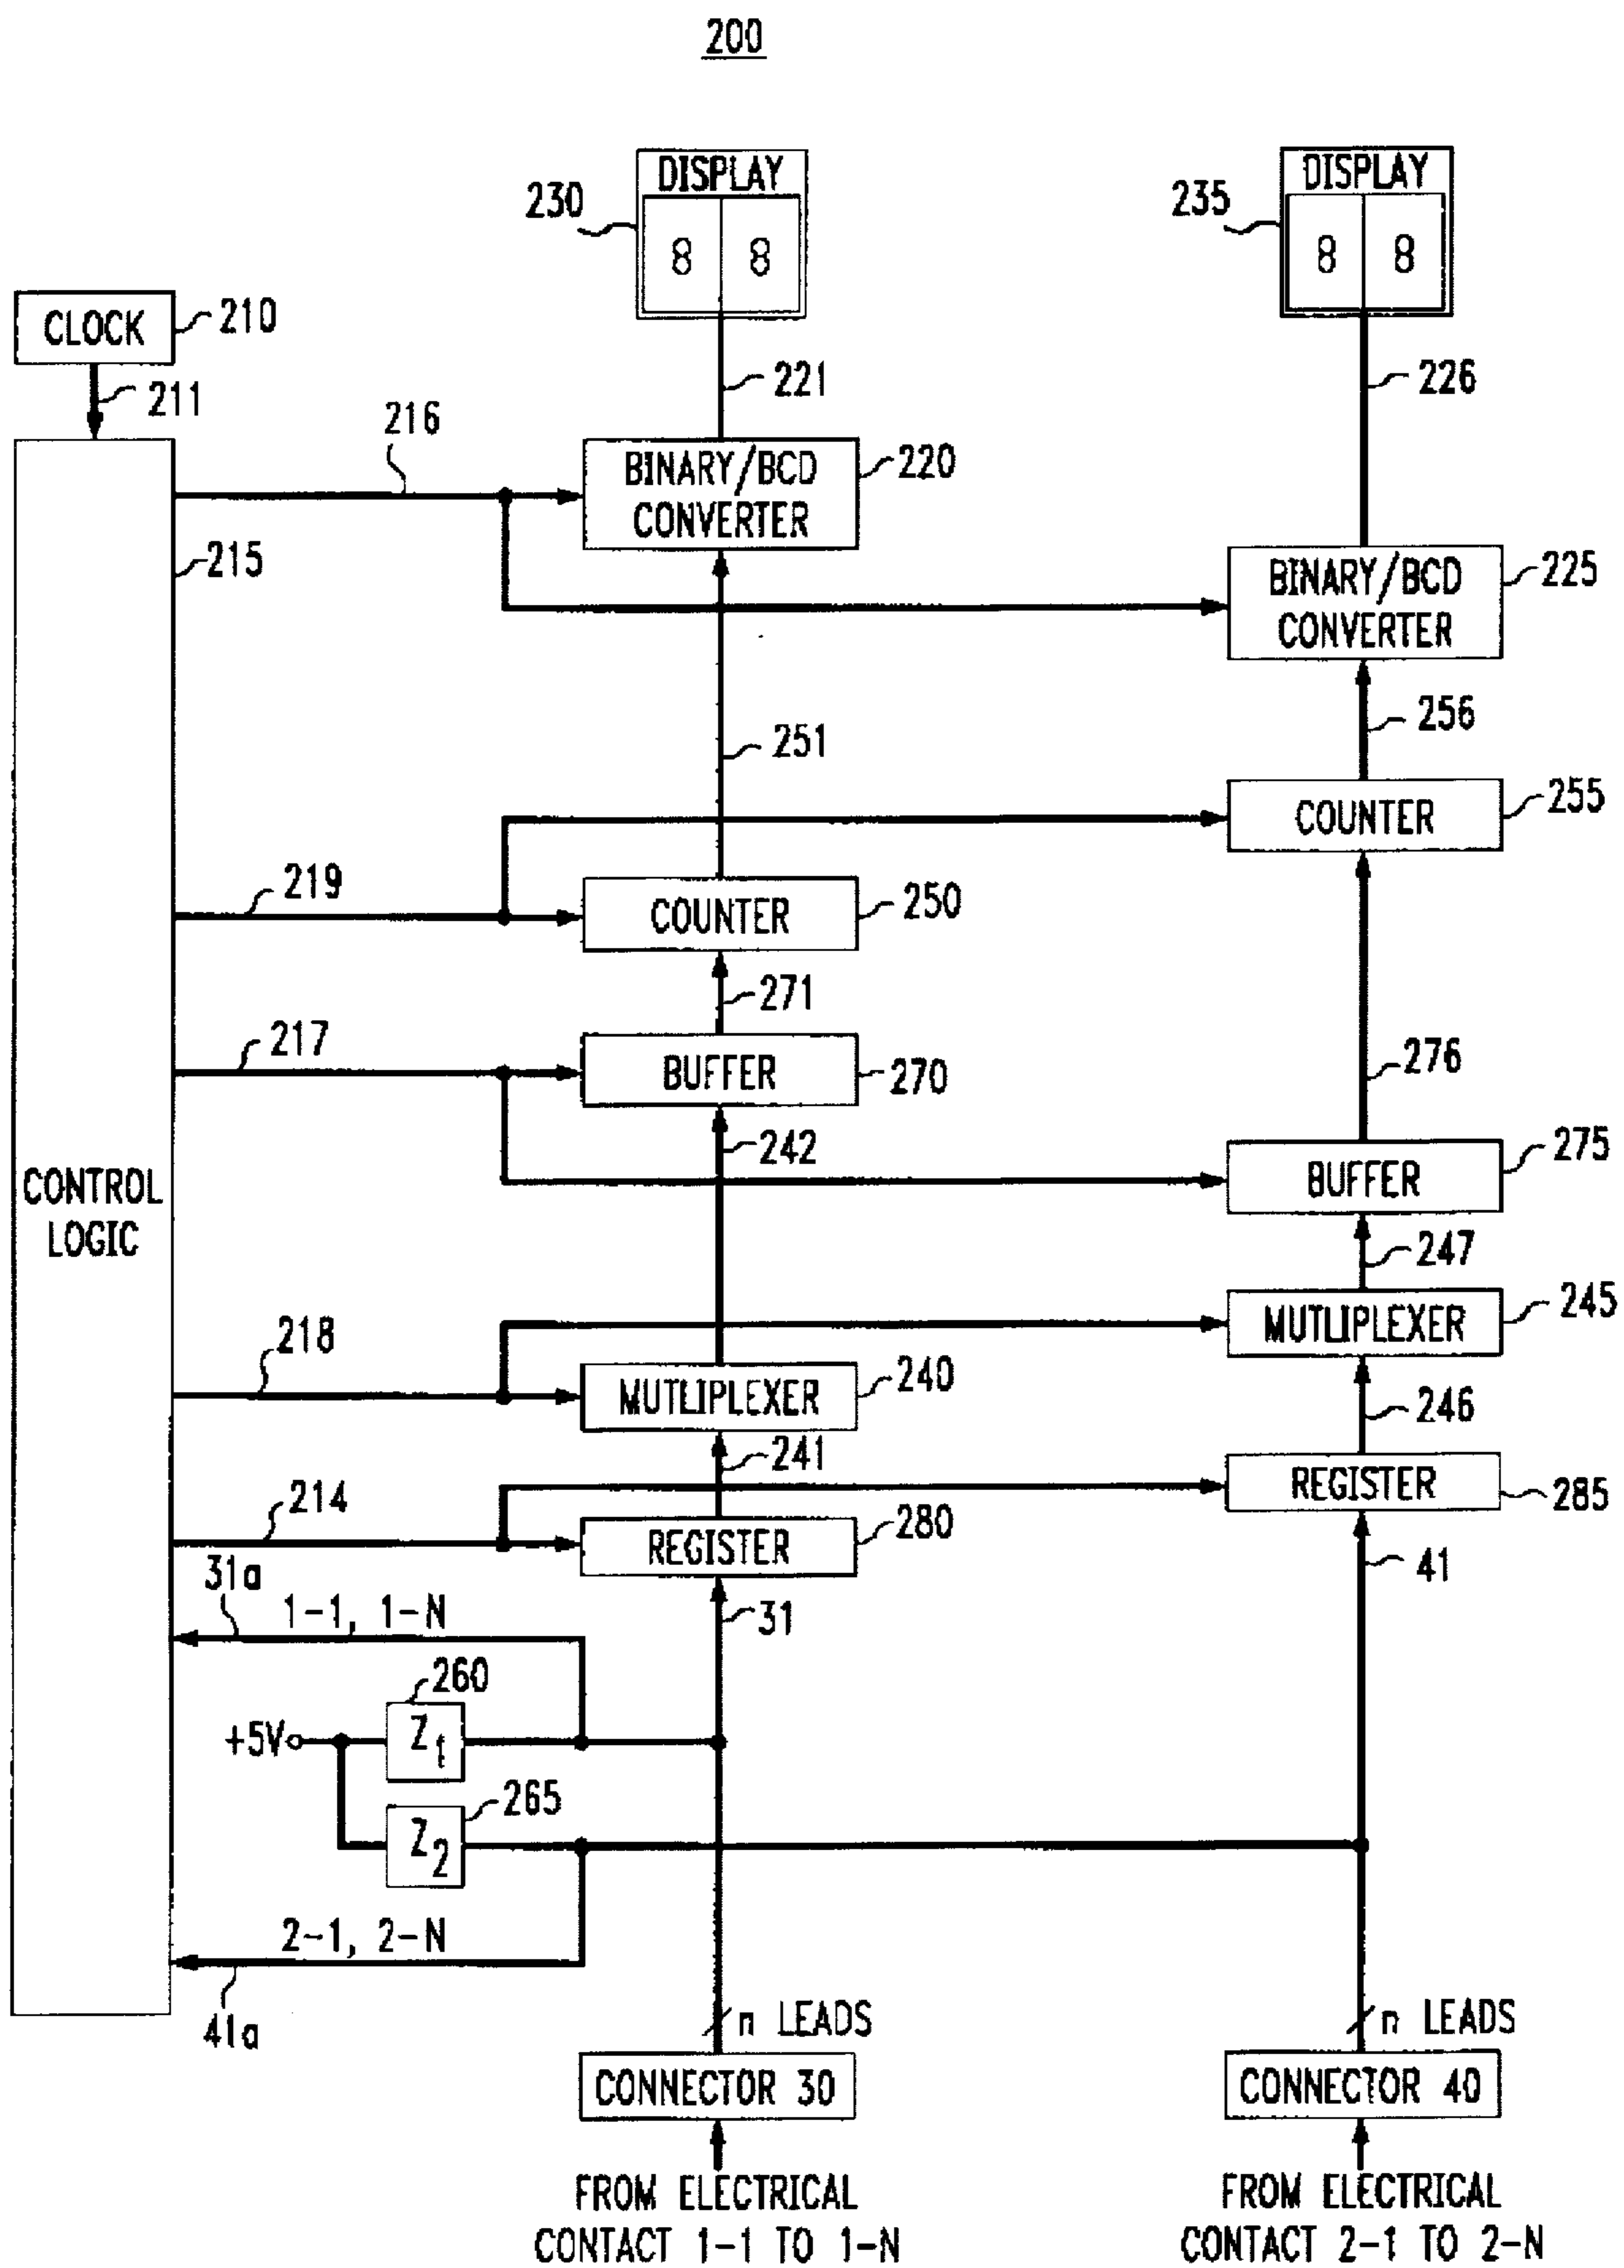 200
DISPLAY
230
8 8
DISPLAY
235
8 8
CLOCK
210
211
221
226
216
BINARY/BCD
CONVERTER
220
215
BINARY/BCD
CONVERTER
225
251
256
COUNTER
255
219
COUNTER
250
271
217
BUFFER
270
276
242
BUFFER
275
CONTROL
LOGIC
247
MUTLIPLEXER
245
218
MUTLIPLEXER
240
246
241
REGISTER
285
214
REGISTER
280
31a
1-1, 1-N
31
41
260
+5V
Z1
265
Z2
2-1, 2-N
41a
n LEADS
n LEADS
CONNECTOR 30
CONNECTOR 40
FROM ELECTRICAL
CONTACT 1-1 TO 1-N
FROM ELECTRICAL
CONTACT 2-1 TO 2-N